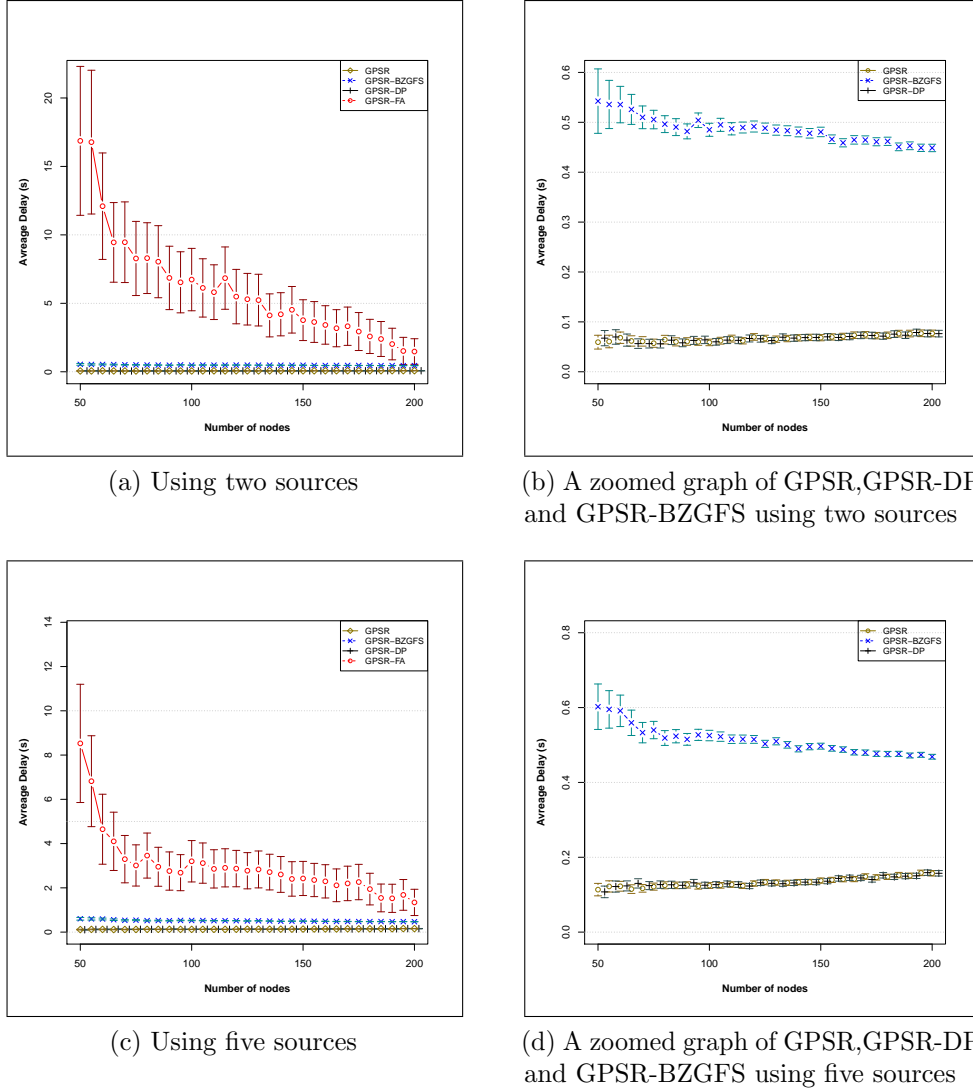 GPSR
GPSR−BZGFS
GPSR−DP
GPSR−FA
20
15
10
5
0
Avreage Delay (s)
50
100
150
200
Number of nodes
(a) Using two sources
GPSR
GPSR−BZGFS
GPSR−DP
0.6
0.5
0.4
0.3
0.2
0.1
0.0
Avreage Delay (s)
50
100
150
200
Number of nodes
(b) A zoomed graph of GPSR,GPSR-DP
and GPSR-BZGFS using two sources
GPSR
GPSR−BZGFS
GPSR−DP
GPSR−FA
14
12
10
8
6
4
2
0
Avreage Delay (s)
50
100
150
200
Number of nodes
(c) Using five sources
GPSR
GPSR−BZGFS
GPSR−DP
0.8
0.6
0.4
0.2
0.0
Avreage Delay (s)
50
100
150
200
Number of nodes
(d) A zoomed graph of GPSR,GPSR-DP
and GPSR-BZGFS using five sources